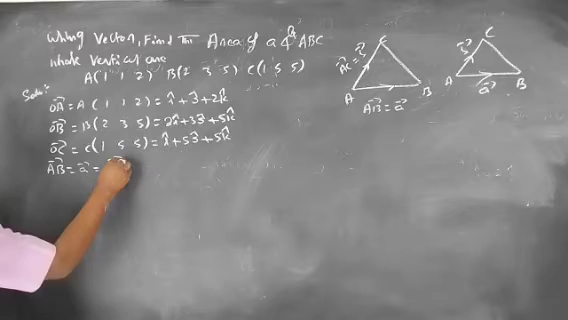 Using Vector, Find The Area of a Δ ABC
whose vertical are
A(1 1 2) B(2 3 5) C(1 5 5)
Soln:-
OA⃗ = A(1 1 2) = î + ĵ + 2k̂
OB⃗ = B(2 3 5) = 2î + 3ĵ + 5k̂
OC⃗ = C(1 5 5) = î + 5ĵ + 5k̂
AB⃗ = a⃗ =
C
A
B
AB⃗ = a⃗
C
A
B
a⃗